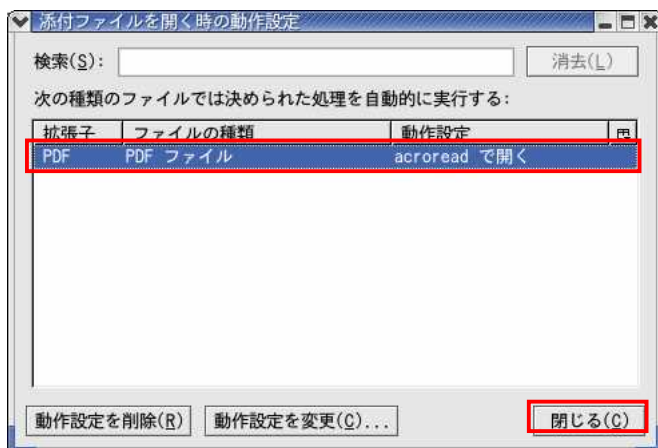 添付ファイルを開く時の動作設定
検索(S): 消去(L)
次の種類のファイルでは決められた処理を自動的に実行する:
拡張子 ファイルの種類 動作設定
PDF PDF ファイル acroread で開く
動作設定を削除(R) 動作設定を変更(C)... 閉じる(C)